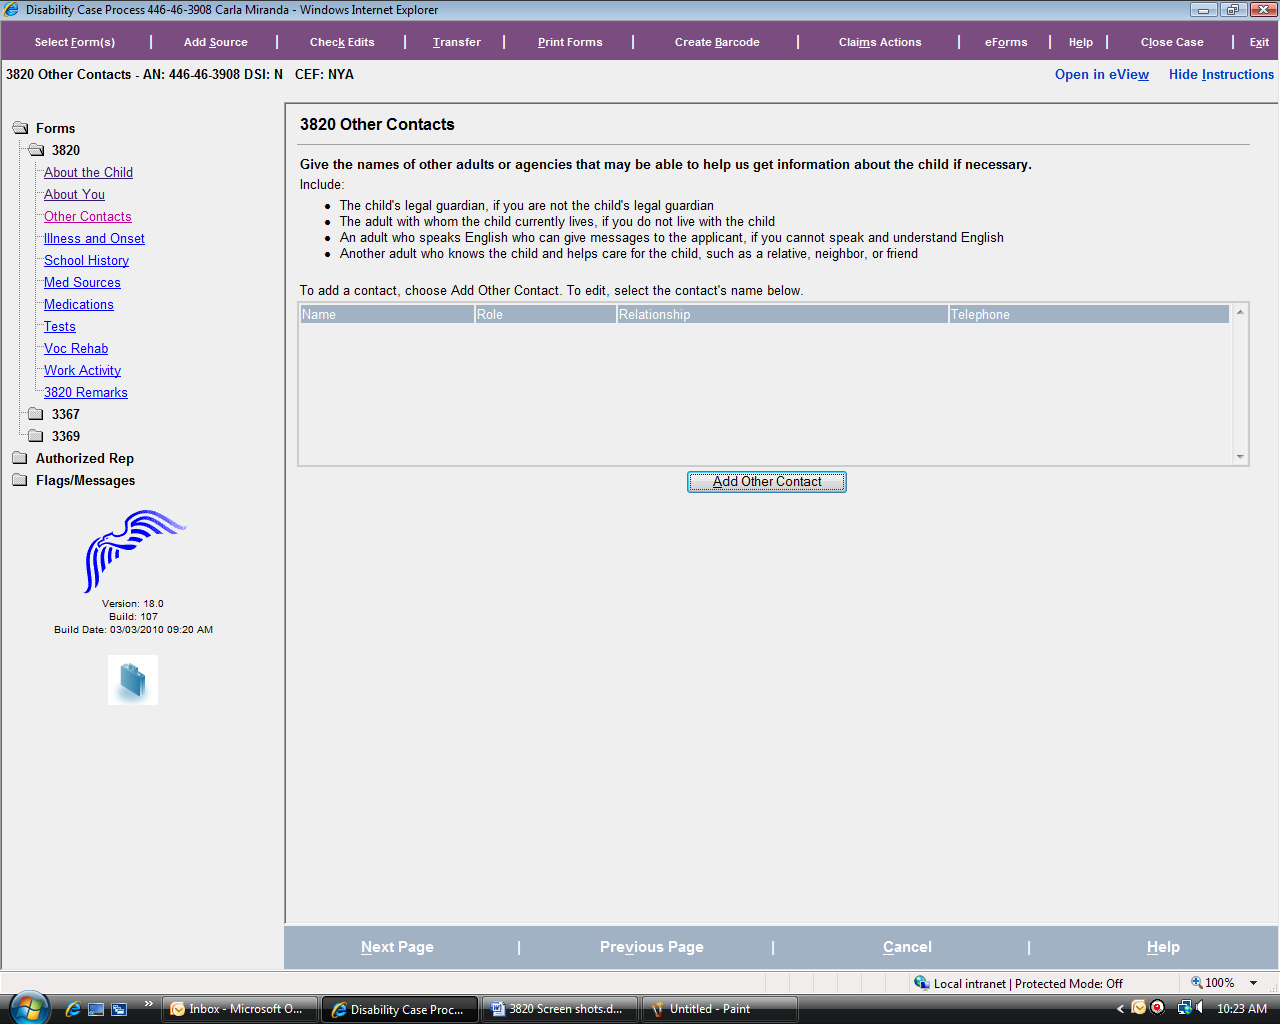 Disability Case Process 446-46-3908 Carla Miranda - Windows Internet Explorer
Select Form(s) | Add Source | Check Edits | Transfer | Print Forms | Create Barcode | Claims Actions | eForms | Help | Close Case | Exit
3820 Other Contacts - AN: 446-46-3908 DSI: N CEF: NYA Open in eView Hide Instructions
Forms
3820
About the Child
About You
Other Contacts
Illness and Onset
School History
Med Sources
Medications
Tests
Voc Rehab
Work Activity
3820 Remarks
3367
3369
Authorized Rep
Flags/Messages
Version: 18.0
Build: 107
Build Date: 03/03/2010 09:20 AM
3820 Other Contacts
Give the names of other adults or agencies that may be able to help us get information about the child if necessary.
Include:
• The child's legal guardian, if you are not the child's legal guardian
• The adult with whom the child currently lives, if you do not live with the child
• An adult who speaks English who can give messages to the applicant, if you cannot speak and understand English
• Another adult who knows the child and helps care for the child, such as a relative, neighbor, or friend
To add a contact, choose Add Other Contact. To edit, select the contact's name below.
Name Role Relationship Telephone
Add Other Contact
Next Page | Previous Page | Cancel | Help
Local intranet | Protected Mode: Off 100%
Inbox - Microsoft O... Disability Case Proc... 3820 Screen shots.d... Untitled - Paint 10:23 AM